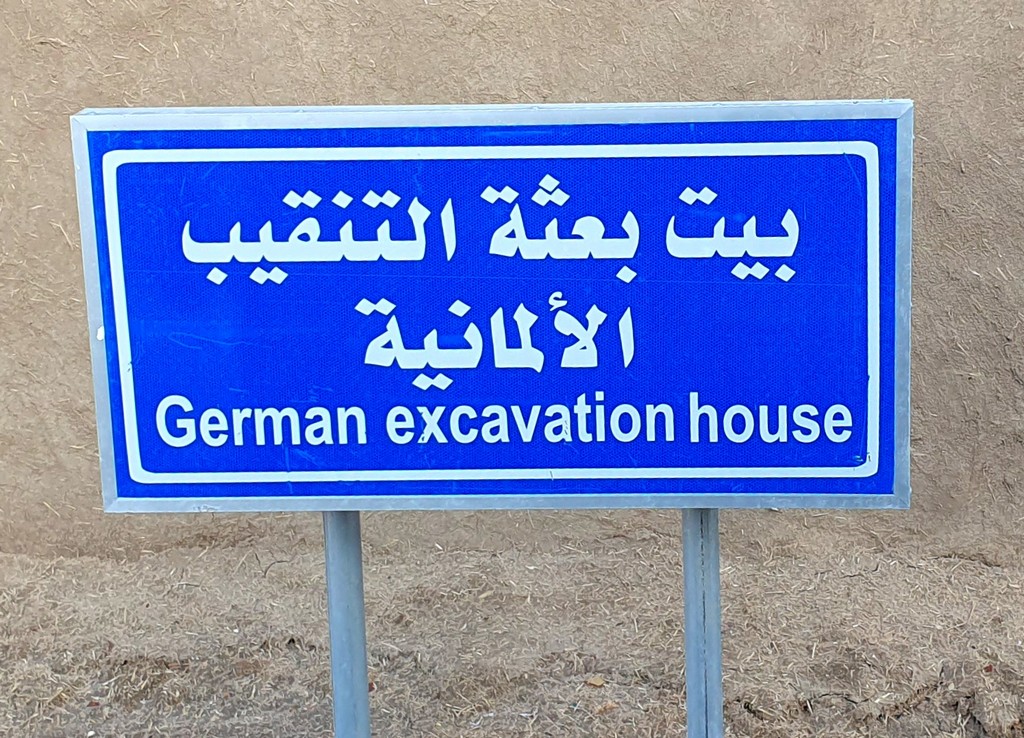 بيت بعثة التنقيب
الألمانية
German excavation house